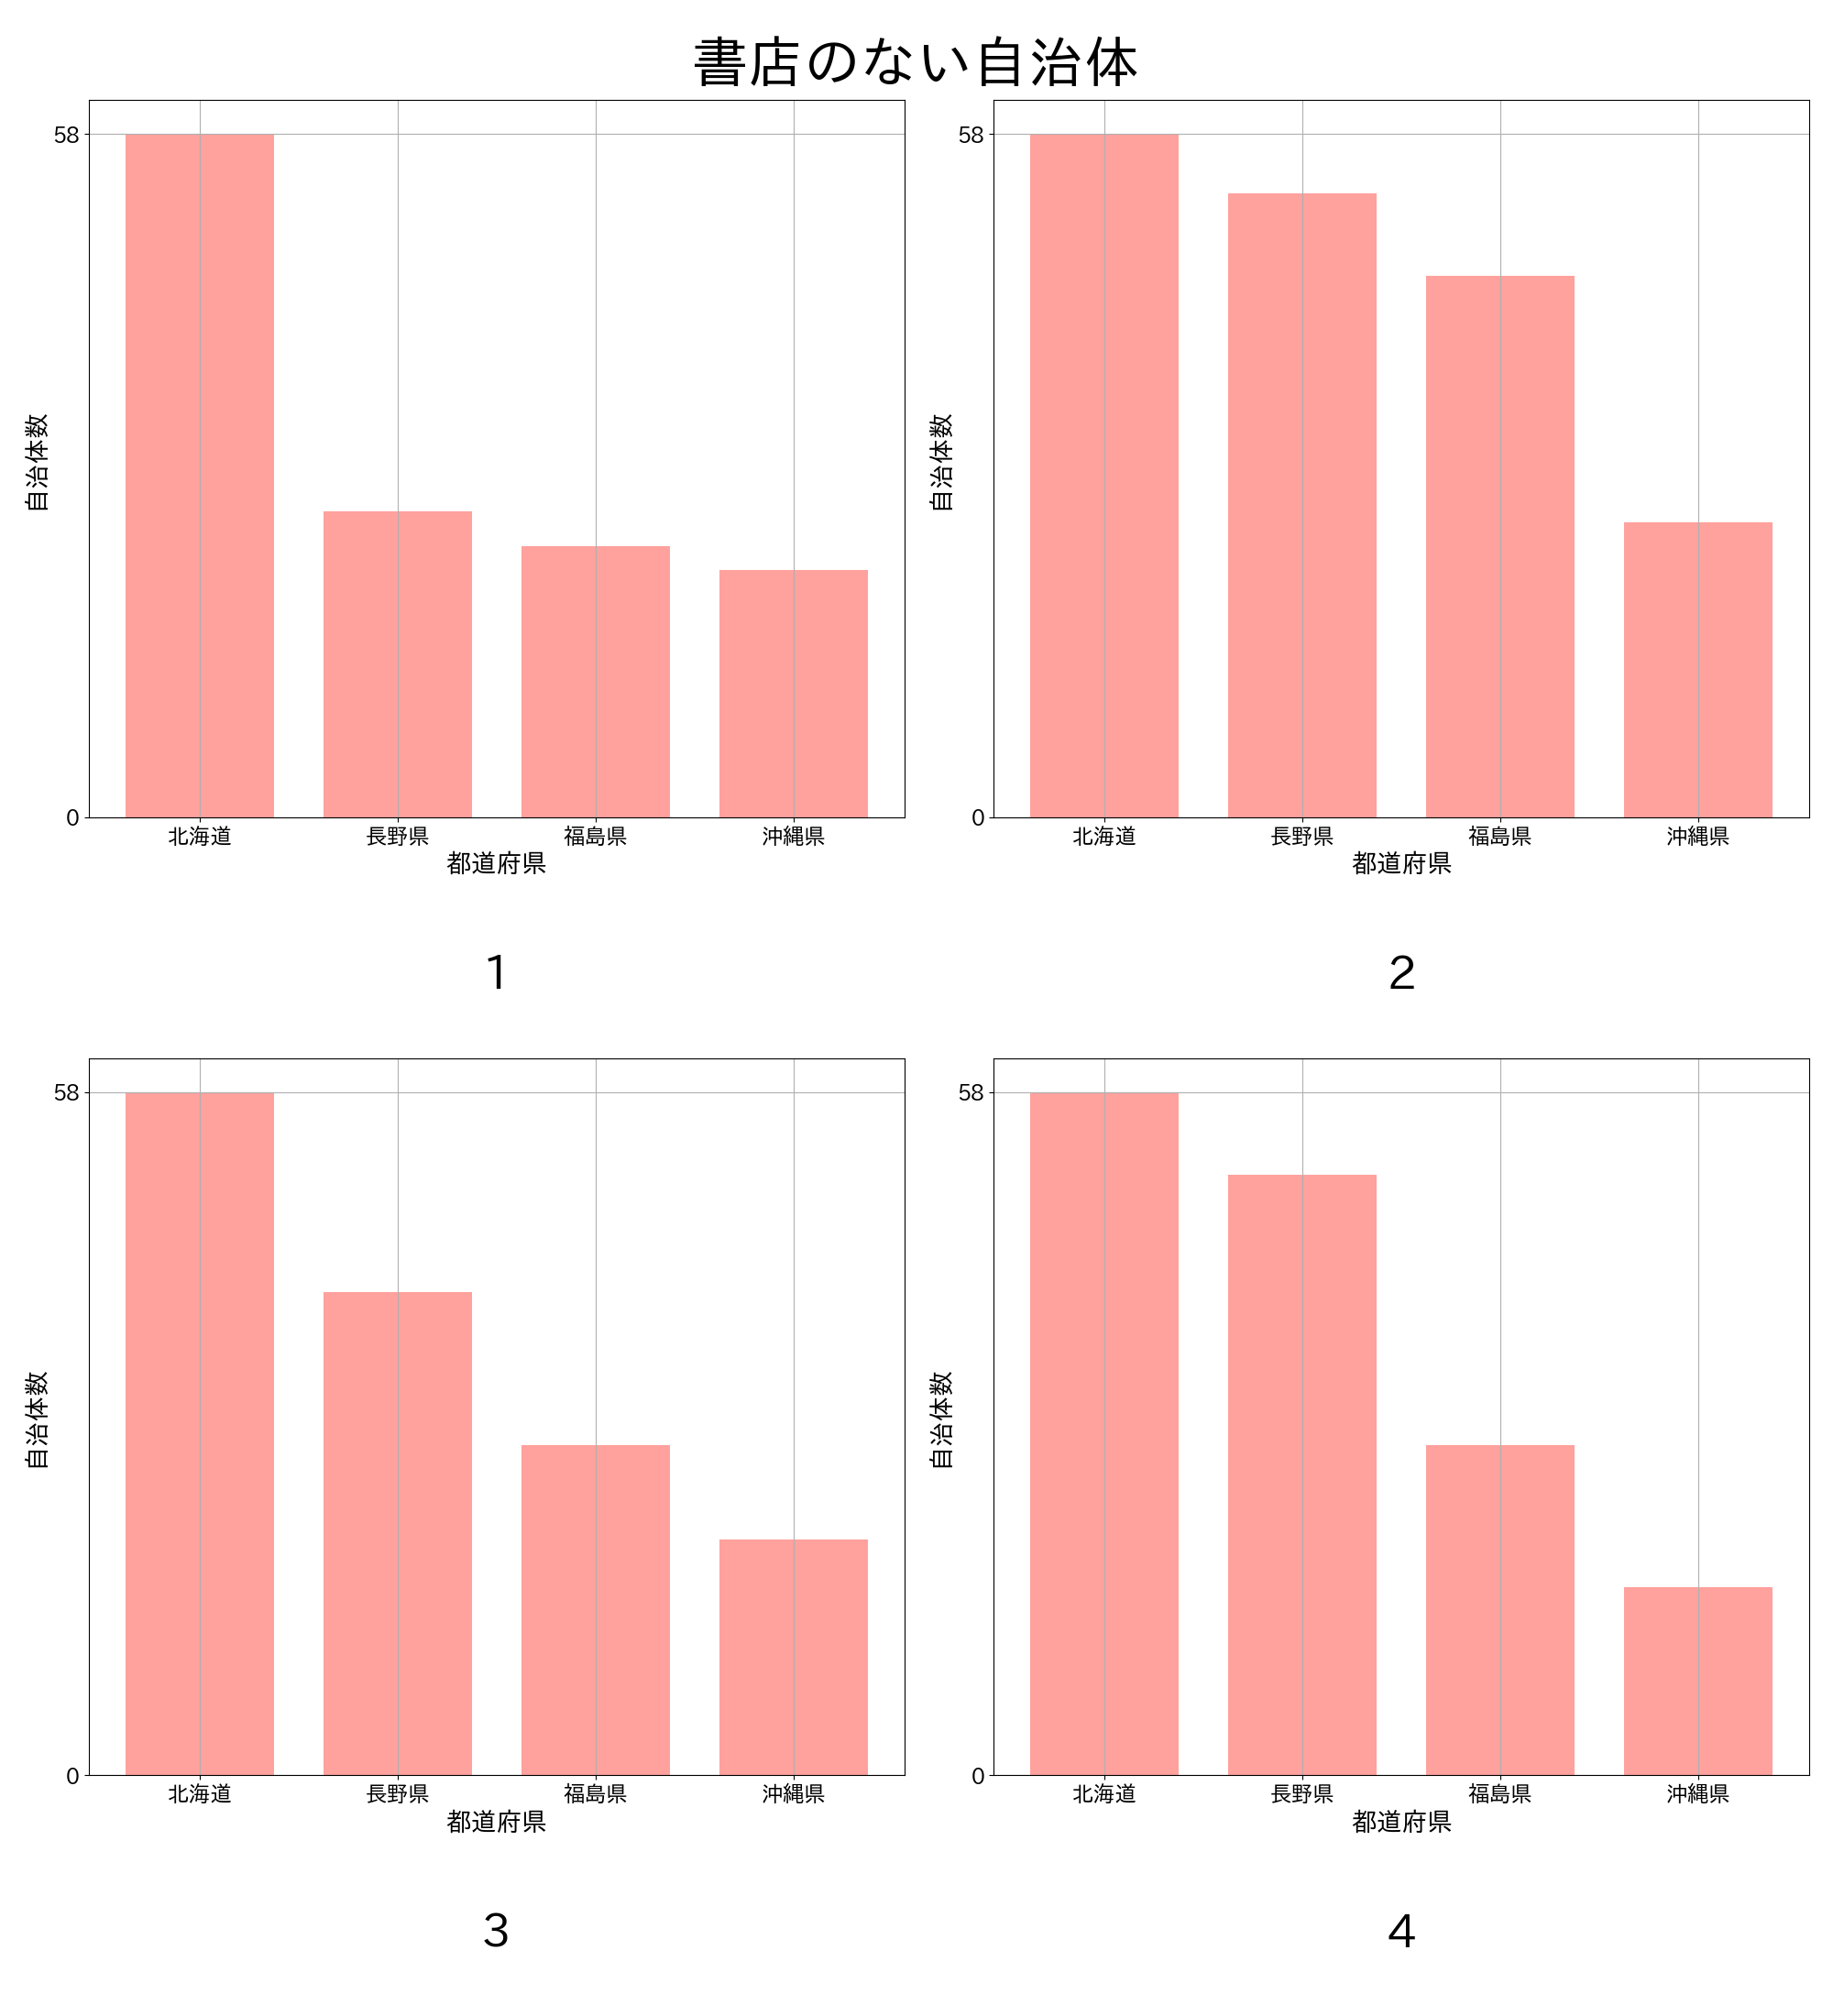 書店のない自治体
58
0
自治体数
北海道 長野県 福島県 沖縄県
都道府県
1
58
0
自治体数
北海道 長野県 福島県 沖縄県
都道府県
2
58
0
自治体数
北海道 長野県 福島県 沖縄県
都道府県
3
58
0
自治体数
北海道 長野県 福島県 沖縄県
都道府県
4